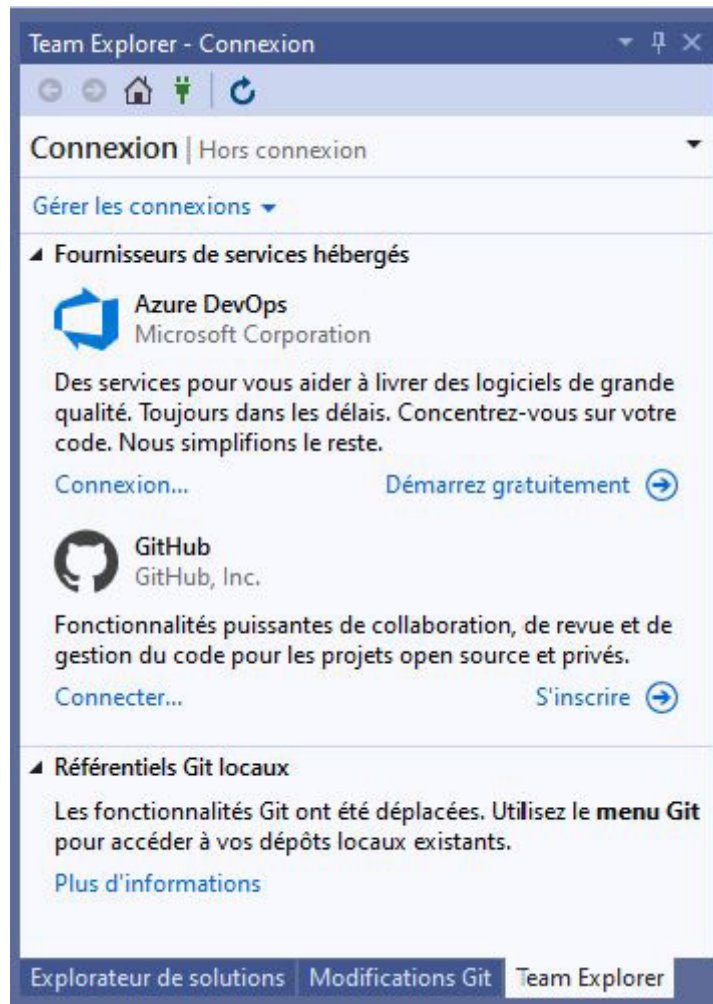 Team Explorer - Connexion
Connexion | Hors connexion
Gérer les connexions
Fournisseurs de services hébergés
Azure DevOps
Microsoft Corporation
Des services pour vous aider à livrer des logiciels de grande
qualité. Toujours dans les délais. Concentrez-vous sur votre
code. Nous simplifions le reste.
Connexion... Démarrez gratuitement
GitHub
GitHub, Inc.
Fonctionnalités puissantes de collaboration, de revue et de
gestion du code pour les projets open source et privés.
Connecter... S'inscrire
Référentiels Git locaux
Les fonctionnalités Git ont été déplacées. Utilisez le menu Git
pour accéder à vos dépôts locaux existants.
Plus d'informations
Explorateur de solutions Modifications Git Team Explorer